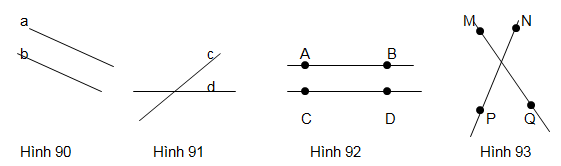 a
b
c
d
A B
C D
M N
P Q
Hình 90 Hình 91 Hình 92 Hình 93